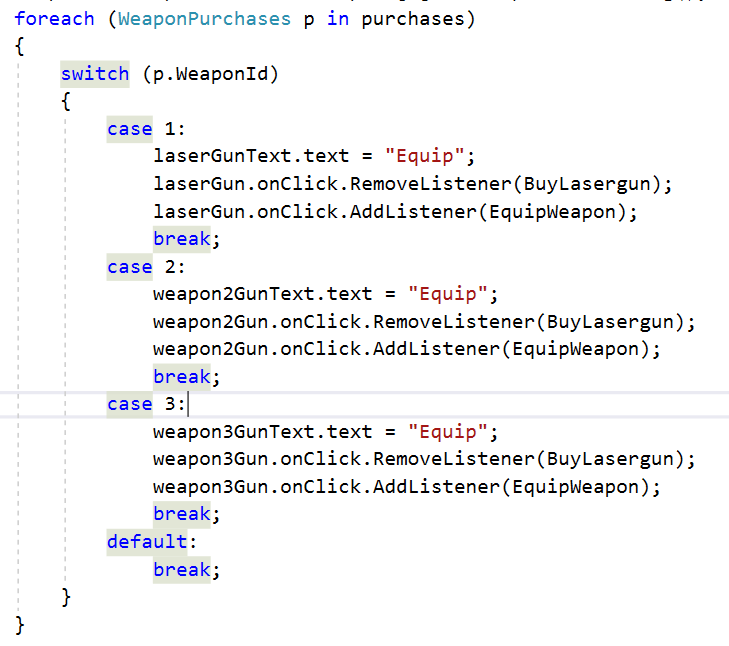 foreach (WeaponPurchases p in purchases)
{
    switch (p.WeaponId)
    {
        case 1:
            laserGunText.text = "Equip";
            laserGun.onClick.RemoveListener(BuyLasergun);
            laserGun.onClick.AddListener(EquipWeapon);
            break;
        case 2:
            weapon2GunText.text = "Equip";
            weapon2Gun.onClick.RemoveListener(BuyLasergun);
            weapon2Gun.onClick.AddListener(EquipWeapon);
            break;
        case 3:
            weapon3GunText.text = "Equip";
            weapon3Gun.onClick.RemoveListener(BuyLasergun);
            weapon3Gun.onClick.AddListener(EquipWeapon);
            break;
        default:
            break;
    }
}